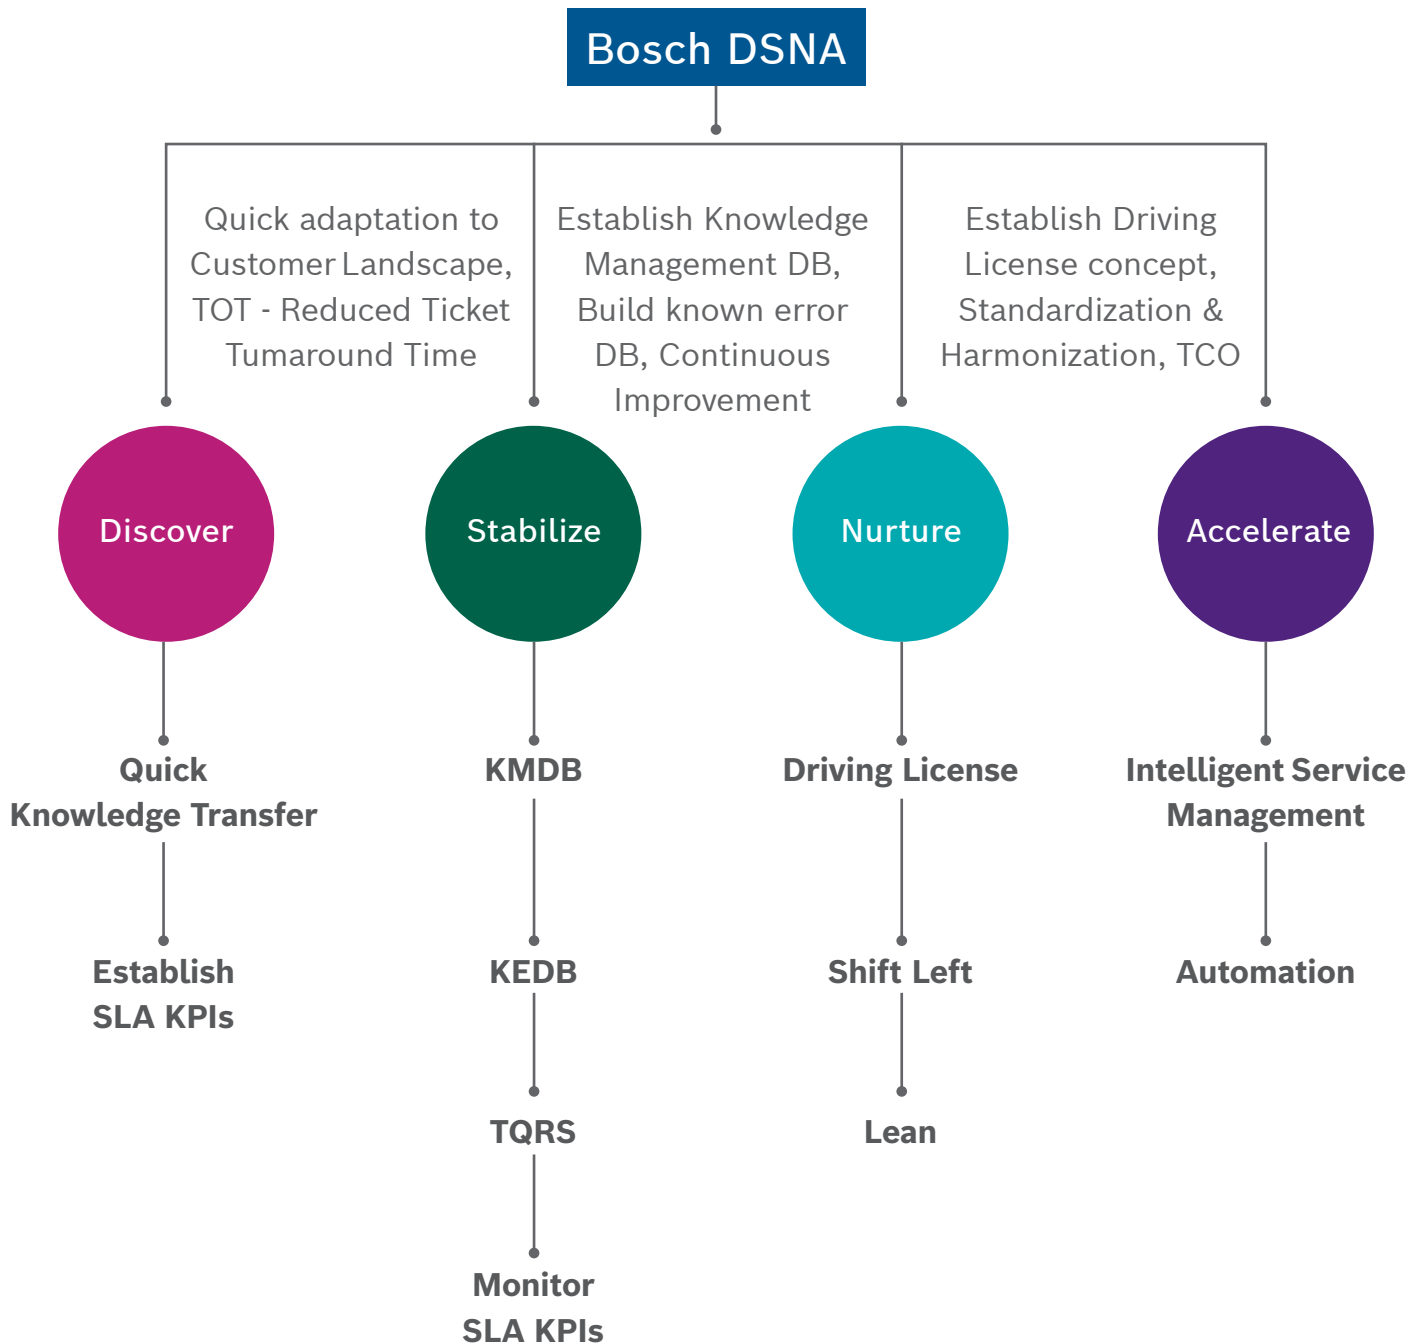 Bosch DSNA
Quick adaptation to
Customer Landscape,
TOT - Reduced Ticket
Tumaround Time
Establish Knowledge
Management DB,
Build known error
DB, Continuous
Improvement
Establish Driving
License concept,
Standardization &
Harmonization, TCO
Discover
Stabilize
Nurture
Accelerate
Quick
Knowledge Transfer
Establish
SLA KPIs
KMDB
KEDB
TQRS
Monitor
SLA KPIs
Driving License
Shift Left
Lean
Intelligent Service
Management
Automation